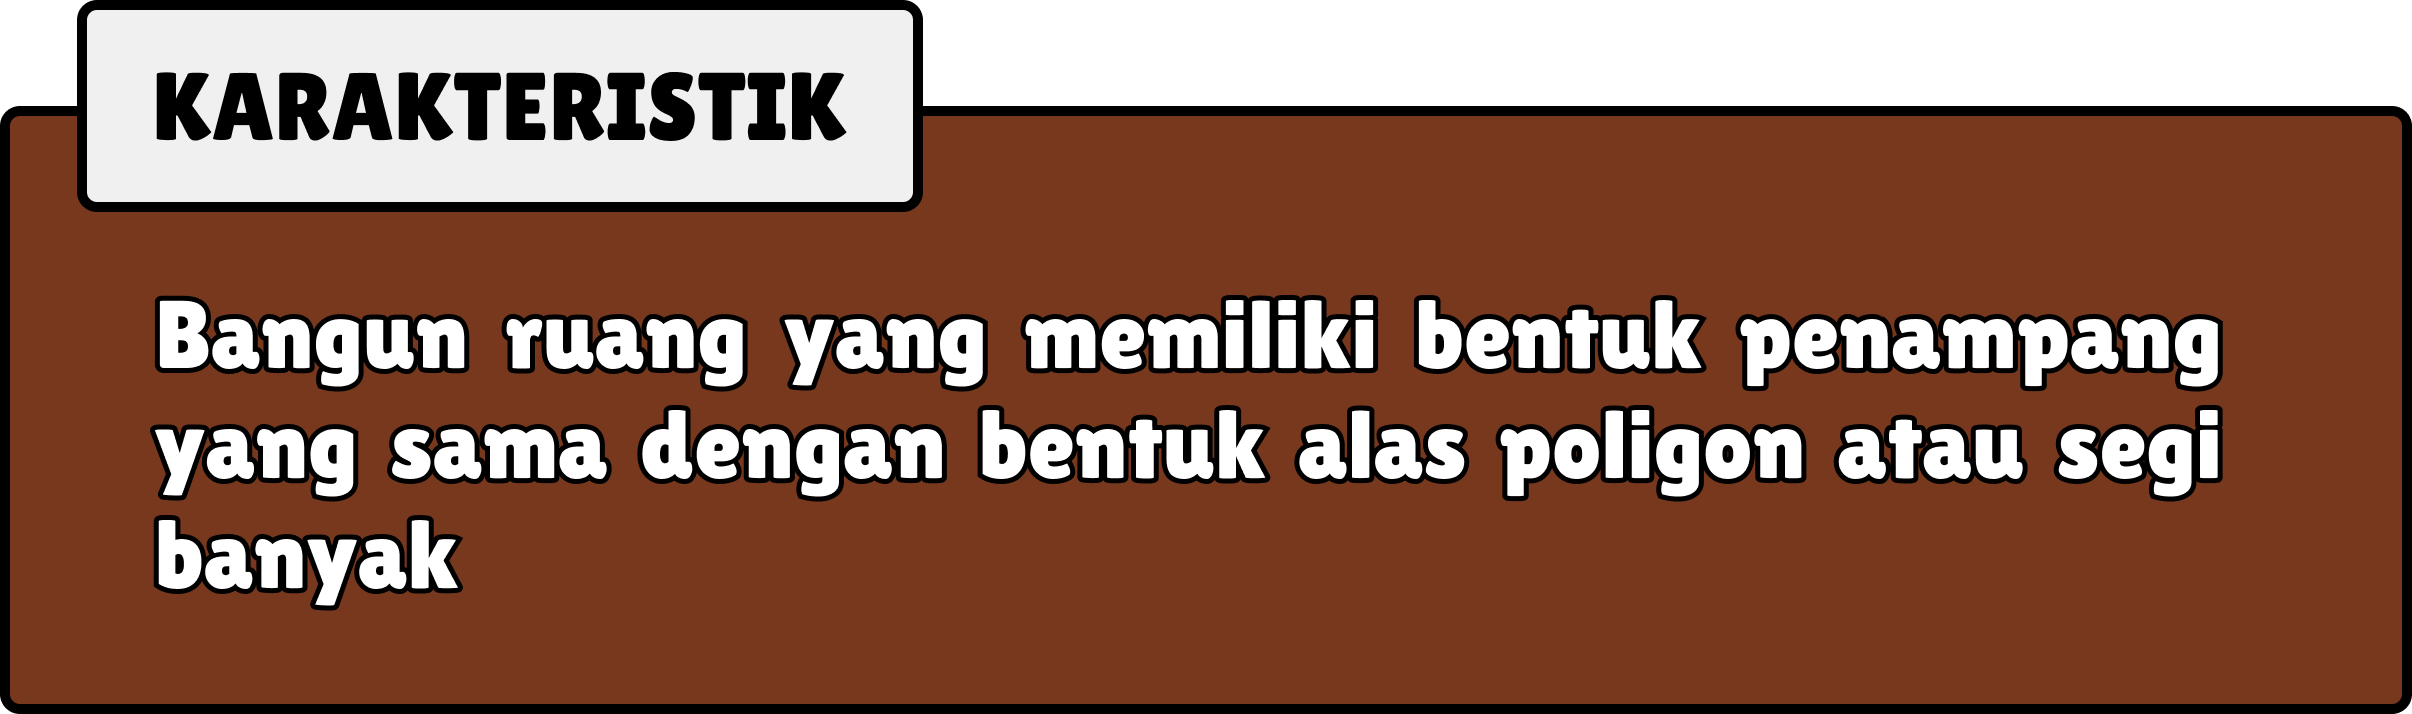 KARAKTERISTIK
Bangun ruang yang memiliki bentuk penampang
yang sama dengan bentuk alas poligon atau segi
banyak